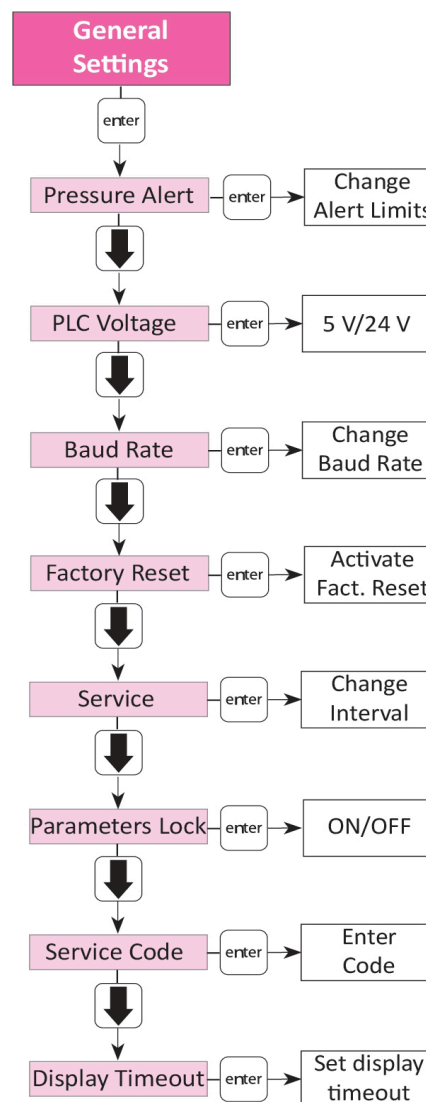 General
Settings
enter
Pressure Alert
enter
Change
Alert Limits
PLC Voltage
enter
5 V/24 V
Baud Rate
enter
Change
Baud Rate
Factory Reset
enter
Activate
Fact. Reset
Service
enter
Change
Interval
Parameters Lock
enter
ON/OFF
Service Code
enter
Enter
Code
Display Timeout
enter
Set display
timeout